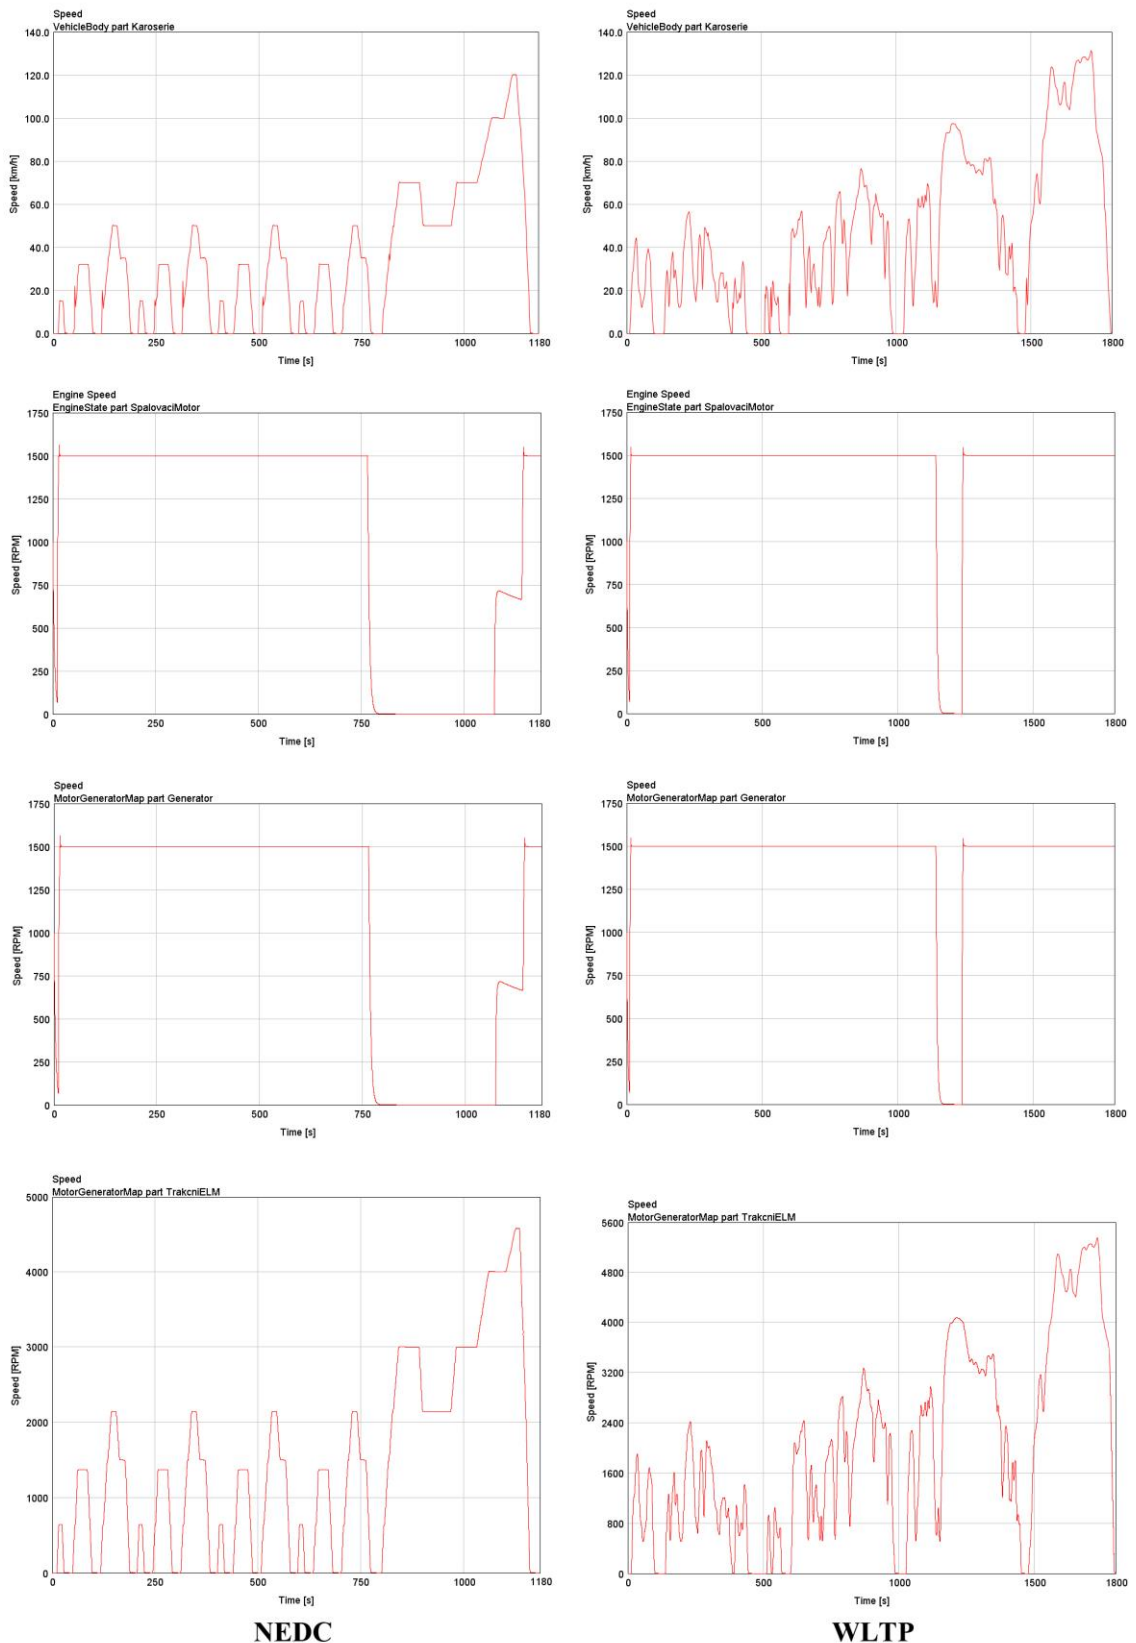 Speed
VehicleBody part Karoserie
140.0
120.0
100.0
80.0
60.0
40.0
20.0
0.0
Speed [km/h]
0 250 500 750 1000 1180
Time [s]
Speed
VehicleBody part Karoserie
140.0
120.0
100.0
80.0
60.0
40.0
20.0
0.0
Speed [km/h]
0 500 1000 1500 1800
Time [s]
Engine Speed
EngineState part SpalovaciMotor
1750
1500
1250
1000
750
500
250
0
Speed [RPM]
0 250 500 750 1000 1180
Time [s]
Engine Speed
EngineState part SpalovaciMotor
1750
1500
1250
1000
750
500
250
0
Speed [RPM]
0 500 1000 1500 1800
Time [s]
Speed
MotorGeneratorMap part Generator
1750
1500
1250
1000
750
500
250
0
Speed [RPM]
0 250 500 750 1000 1180
Time [s]
Speed
MotorGeneratorMap part Generator
1750
1500
1250
1000
750
500
250
0
Speed [RPM]
0 500 1000 1500 1800
Time [s]
Speed
MotorGeneratorMap part TrakcniELM
5000
4000
3000
2000
1000
0
Speed [RPM]
0 250 500 750 1000 1180
Time [s]
Speed
MotorGeneratorMap part TrakcniELM
5600
4800
4000
3200
2400
1600
800
0
Speed [RPM]
0 500 1000 1500 1800
Time [s]
NEDC
WLTP